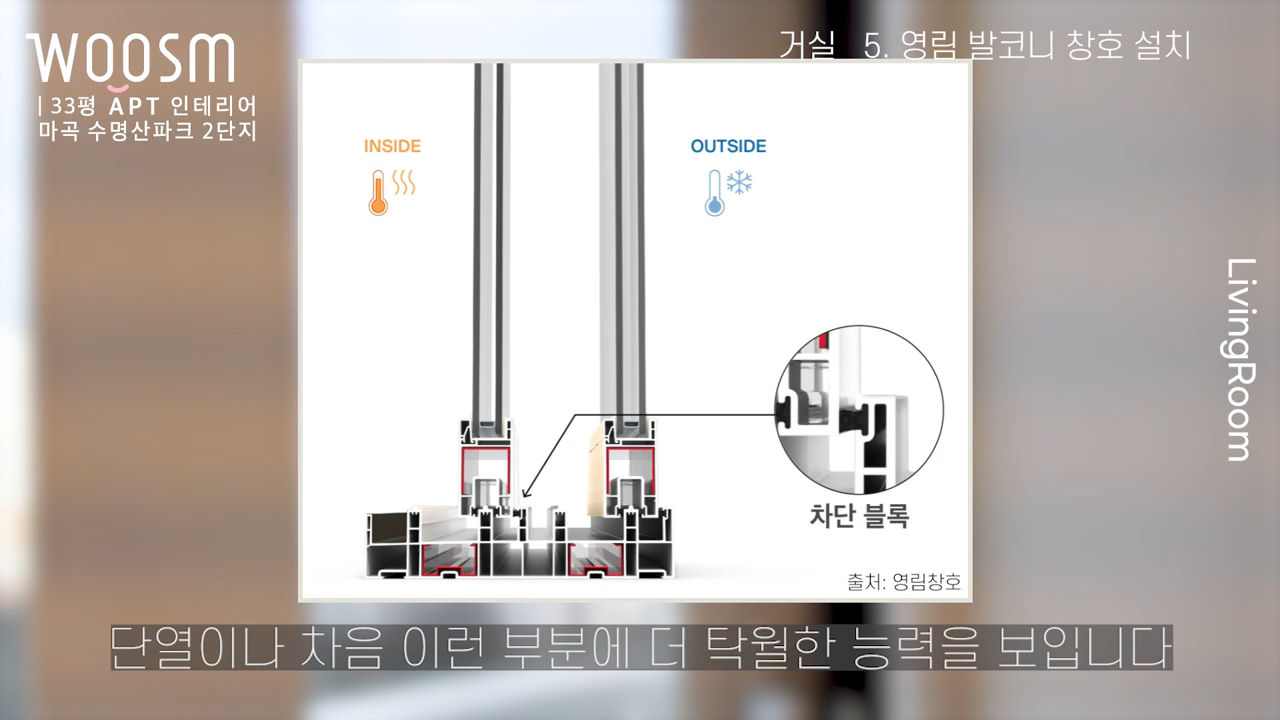 WOOSM
| 33평 APT 인테리어
마곡 수명산파크 2단지
거실 5. 영림 발코니 창호 설치
INSIDE
OUTSIDE
차단 블록
출처: 영림창호
LivingRoom
단열이나 차음 이런 부분에 더 탁월한 능력을 보입니다